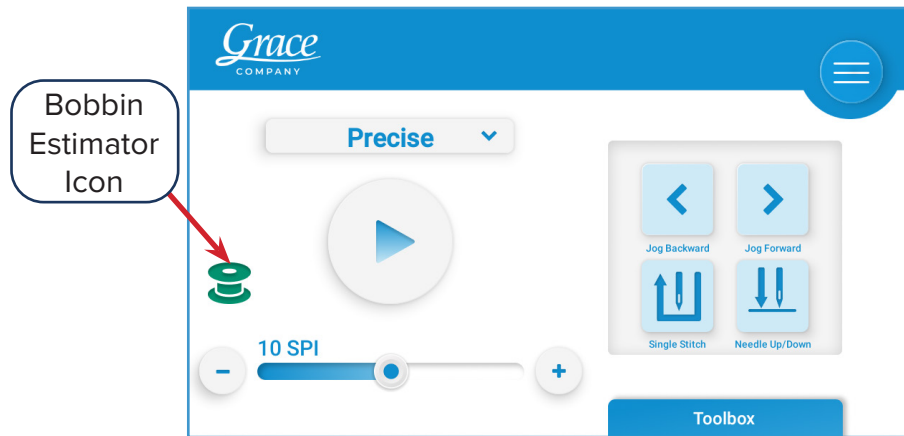 Grace
COMPANY
Bobbin
Estimator
Icon
Precise
Jog Backward
Jog Forward
Single Stitch
Needle Up/Down
10 SPI
Toolbox